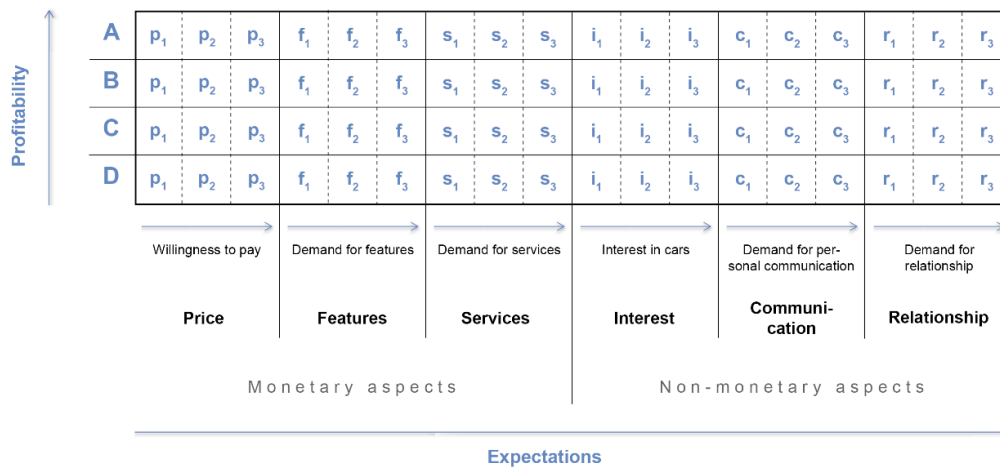 Profitability
A p1 p2 p3 f1 f2 f3 s1 s2 s3 i1 i2 i3 c1 c2 c3 r1 r2 r3
B p1 p2 p3 f1 f2 f3 s1 s2 s3 i1 i2 i3 c1 c2 c3 r1 r2 r3
C p1 p2 p3 f1 f2 f3 s1 s2 s3 i1 i2 i3 c1 c2 c3 r1 r2 r3
D p1 p2 p3 f1 f2 f3 s1 s2 s3 i1 i2 i3 c1 c2 c3 r1 r2 r3
Willingness to pay
Demand for features
Demand for services
Interest in cars
Demand for per-
sonal communication
Demand for
relationship
Price
Features
Services
Interest
Communi-
cation
Relationship
Monetary aspects
Non-monetary aspects
Expectations